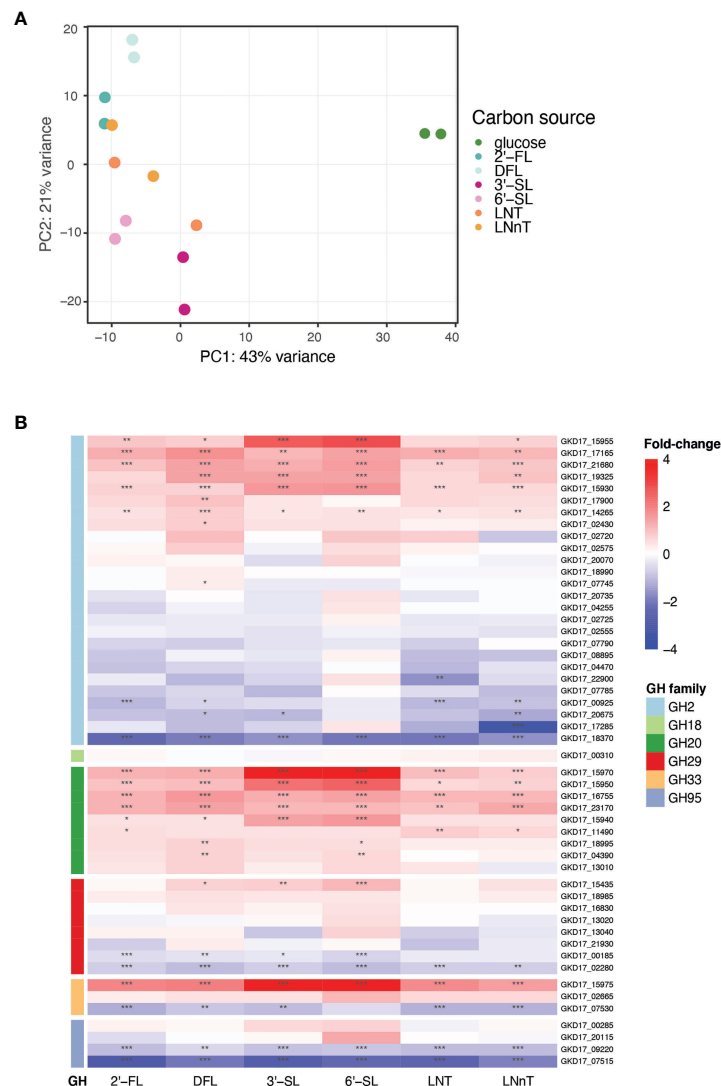 A
20
10
0
−10
−20
PC2: 21% variance
−10 0 10 20 30 40
PC1: 43% variance
Carbon source
glucose
2'−FL
DFL
3'−SL
6'−SL
LNT
LNnT
B
** * *** *** * GKD17_15955
*** *** ** *** *** ** GKD17_17165
*** *** *** *** ** *** GKD17_21680
*** *** *** ** GKD17_19325
*** *** *** *** *** *** GKD17_15930
** GKD17_17900
** *** * ** * ** GKD17_14265
* GKD17_02430
GKD17_02720
GKD17_02575
GKD17_20070
GKD17_18990
* GKD17_07745
GKD17_20735
GKD17_04255
GKD17_02725
GKD17_02555
GKD17_07790
GKD17_08895
GKD17_04470
** GKD17_22900
GKD17_07785
*** * *** ** GKD17_00925
* * ** GKD17_20675
*** GKD17_17285
*** *** *** *** *** *** GKD17_18370
GKD17_00310
*** *** *** *** *** *** GKD17_15970
*** *** *** *** * *** GKD17_15950
*** *** *** *** *** *** GKD17_16755
*** *** *** *** ** *** GKD17_23170
* * *** *** GKD17_15940
* ** * GKD17_11490
** * GKD17_18995
** ** GKD17_04390
GKD17_13010
* ** *** GKD17_15435
GKD17_18985
GKD17_16830
GKD17_13020
GKD17_13040
GKD17_21930
*** ** * *** GKD17_00185
*** *** *** *** *** ** GKD17_02280
*** *** *** *** *** *** GKD17_15975
GKD17_02665
*** ** ** *** *** GKD17_07530
GKD17_00285
GKD17_20115
*** ** *** *** *** *** GKD17_09220
*** *** *** *** *** *** GKD17_07515
GH 2'−FL DFL 3'−SL 6'−SL LNT LNnT
Fold−change
4
2
0
−2
−4
GH family
GH2
GH18
GH20
GH29
GH33
GH95